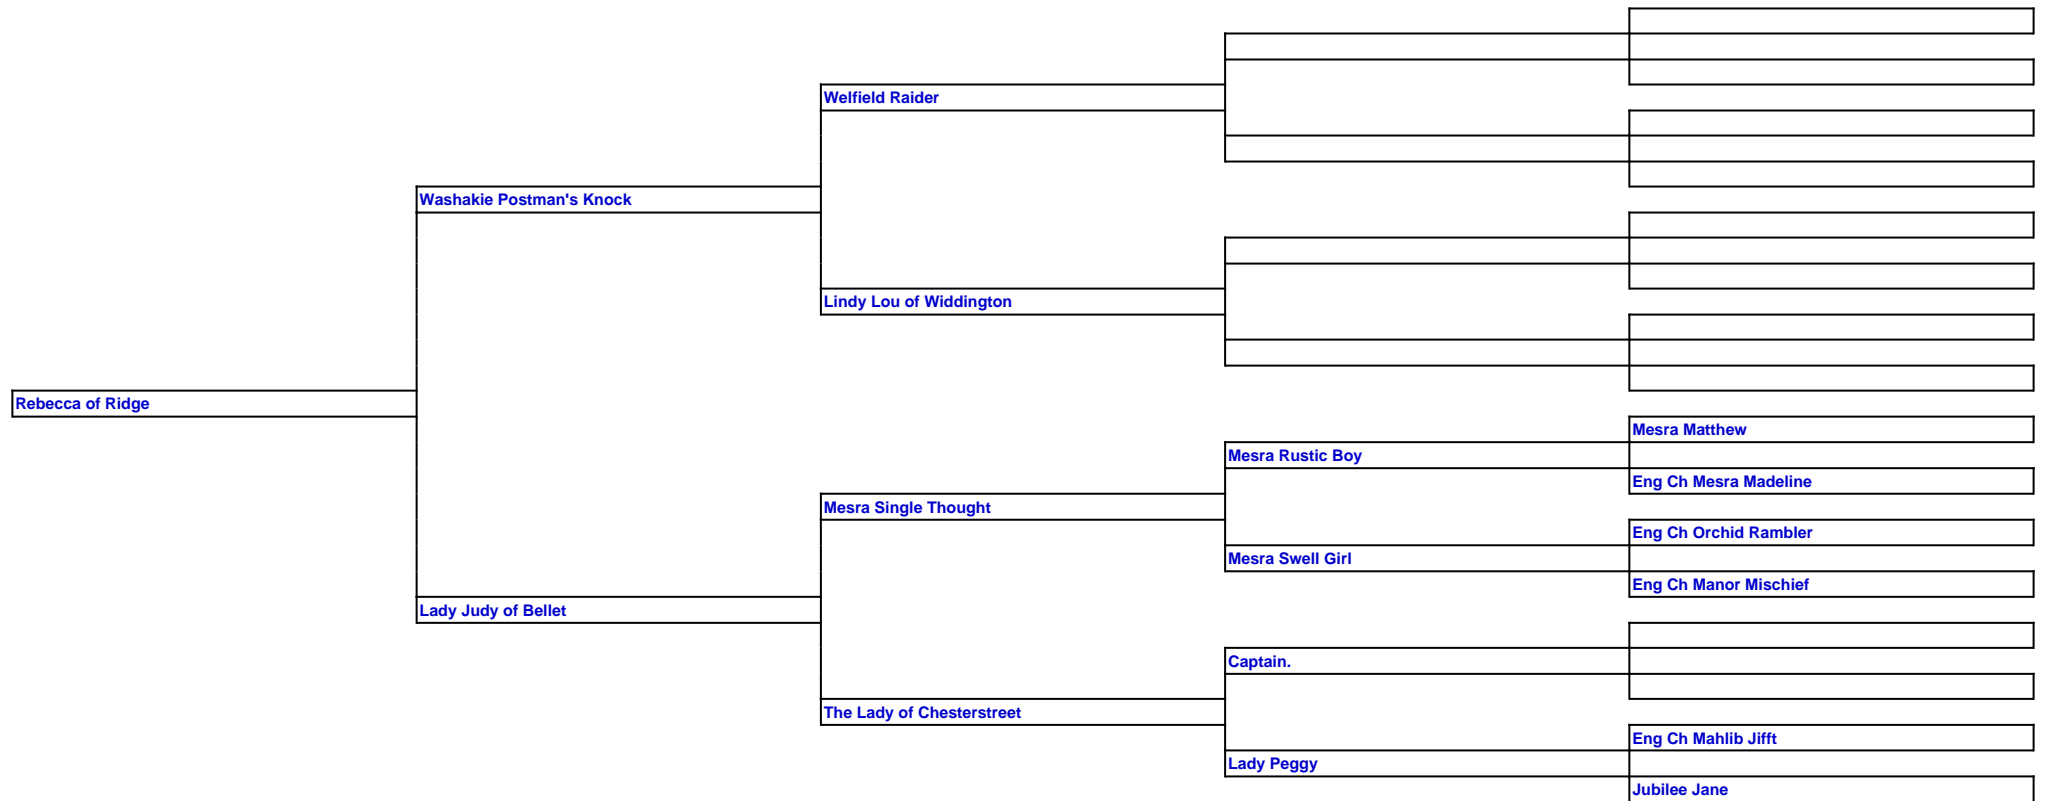 Welfield Raider
Washakie Postman's Knock
Lindy Lou of Widdington
Rebecca of Ridge
Mesra Matthew
Mesra Rustic Boy
Eng Ch Mesra Madeline
Mesra Single Thought
Eng Ch Orchid Rambler
Mesra Swell Girl
Eng Ch Manor Mischief
Lady Judy of Bellet
Captain.
The Lady of Chesterstreet
Eng Ch Mahlib Jifft
Lady Peggy
Jubilee Jane